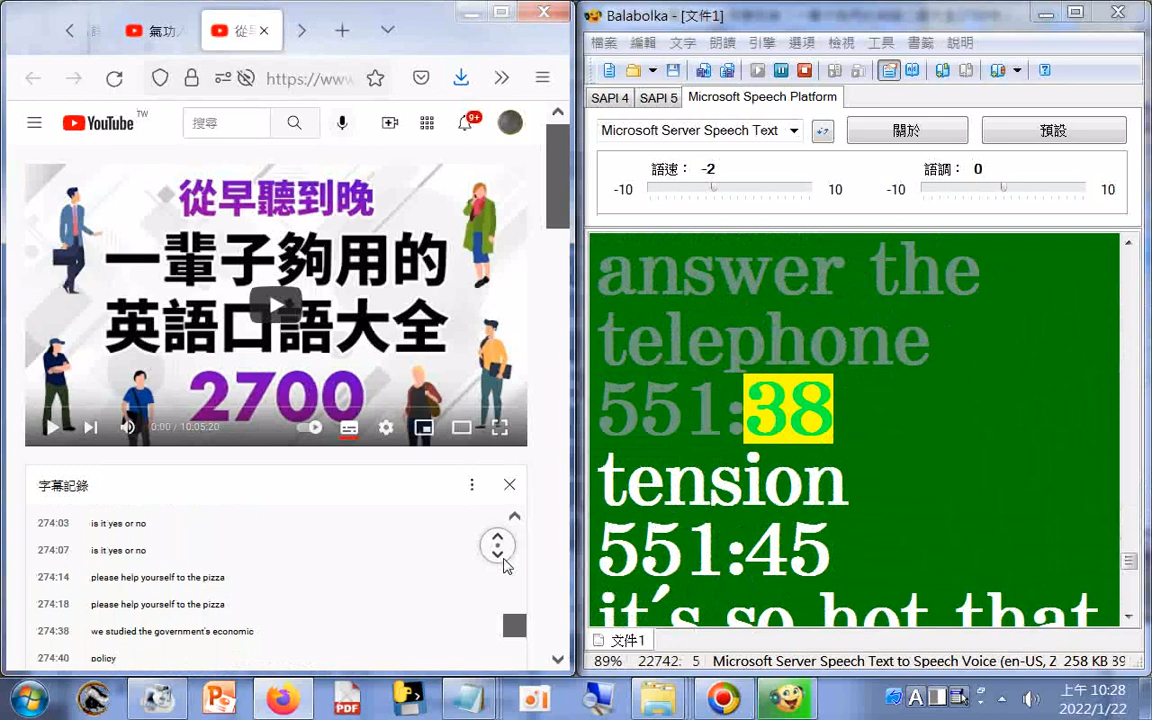 氣功
從
https://www
YouTube
TW
搜尋
9+
從早聽到晚
一輩子夠用的
英語口語大全
2700
0:00 / 10:05:20
字幕記錄
274:03 is it yes or no
274:07 is it yes or no
274:14 please help yourself to the pizza
274:18 please help yourself to the pizza
274:38 we studied the government's economic
274:40 policy
Balabolka - [文件1]
檔案 編輯 文字 朗讀 引擎 選項 檢視 工具 書籤 說明
SAPI 4 SAPI 5 Microsoft Speech Platform
Microsoft Server Speech Text
關於
預設
語速： -2
語調： 0
-10 10 -10 10
answer the
telephone
551:38
tension
551:45
it's so hot that
文件1
89% 22742: 5 Microsoft Server Speech Text to Speech Voice (en-US, Z 258 KB
PDF
A
上午 10:28
2022/1/22